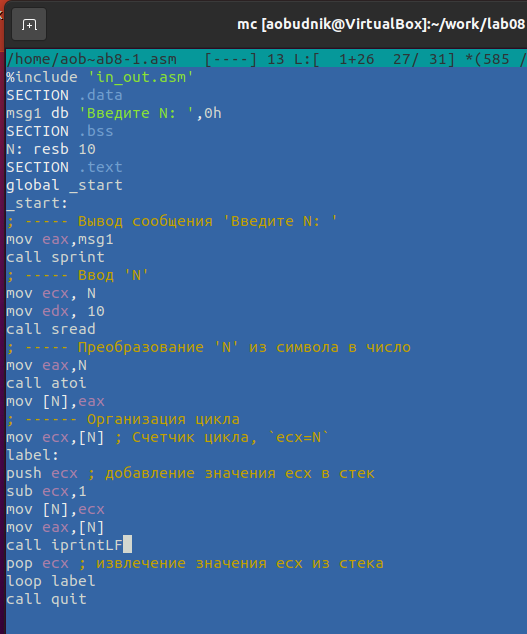 mc [aobudnik@VirtualBox]:~/work/lab08
/home/aob~ab8-1.asm   [----] 13 L:[  1+26  27/ 31] *(585 /
%include 'in_out.asm'
SECTION .data
msg1 db 'Введите N: ',0h
SECTION .bss
N: resb 10
SECTION .text
global _start
_start:
; ----- Вывод сообщения 'Введите N: '
mov eax,msg1
call sprint
; ----- Ввод 'N'
mov ecx, N
mov edx, 10
call sread
; ----- Преобразование 'N' из символа в число
mov eax,N
call atoi
mov [N],eax
; ------ Организация цикла
mov ecx,[N] ; Счетчик цикла, `ecx=N`
label:
push ecx ; добавление значения ecx в стек
sub ecx,1
mov [N],ecx
mov eax,[N]
call iprintLF
pop ecx ; извлечение значения ecx из стека
loop label
call quit